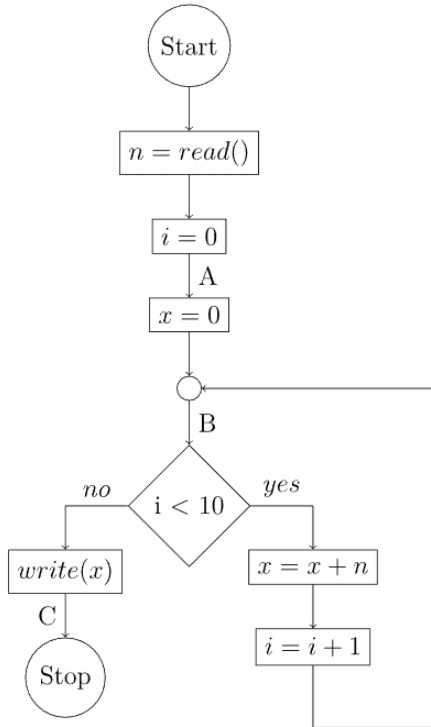 Start
n = read()
i = 0
A
x = 0
B
no
i < 10
yes
write(x)
x = x + n
C
i = i + 1
Stop